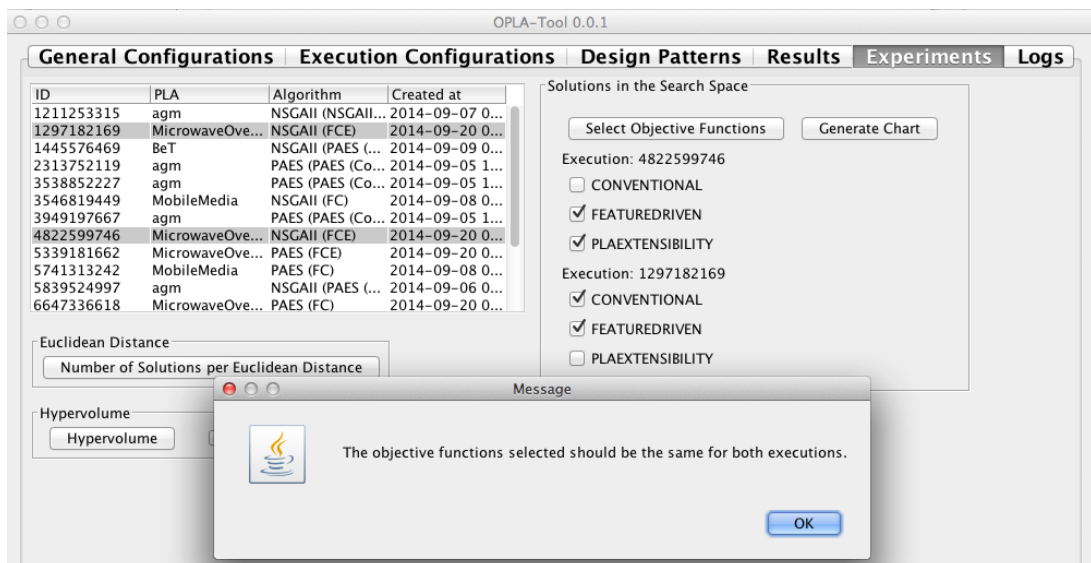 OPLA-Tool 0.0.1
General Configurations Execution Configurations Design Patterns Results Experiments Logs
ID PLA Algorithm Created at
1211253315 agm NSGAII (NSGAII... 2014-09-07 0...
1297182169 MicrowaveOve... NSGAII (FCE) 2014-09-20 0...
1445576469 BeT NSGAII (PAES (... 2014-09-09 0...
2313752119 agm PAES (PAES (Co... 2014-09-05 1...
3538852227 agm PAES (PAES (Co... 2014-09-05 1...
3546819449 MobileMedia NSGAII (FC) 2014-09-08 0...
3949197667 agm PAES (PAES (Co... 2014-09-05 1...
4822599746 MicrowaveOve... NSGAII (FCE) 2014-09-20 0...
5339181662 MicrowaveOve... PAES (FCE) 2014-09-20 0...
5741313242 MobileMedia PAES (FC) 2014-09-08 0...
5839524997 agm NSGAII (PAES (... 2014-09-06 0...
6647336618 MicrowaveOve... PAES (FC) 2014-09-20 0...
Solutions in the Search Space
Select Objective Functions Generate Chart
Execution: 4822599746
CONVENTIONAL
FEATUREDRIVEN
PLAEXTENSIBILITY
Execution: 1297182169
CONVENTIONAL
FEATUREDRIVEN
PLAEXTENSIBILITY
Euclidean Distance
Number of Solutions per Euclidean Distance
Hypervolume
Hypervolume
Message
The objective functions selected should be the same for both executions.
OK